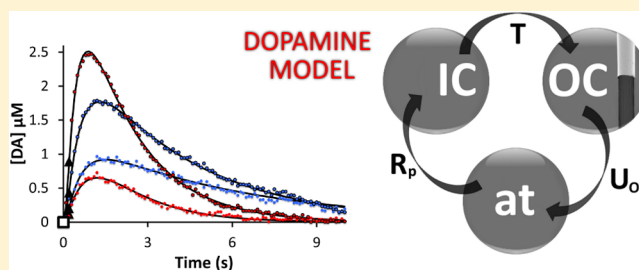 DOPAMINE
MODEL
[DA] µM
2.5
2
1.5
1
0.5
0
0 3 6 9
Time (s)
T
IC
OC
Rp
Uo
at